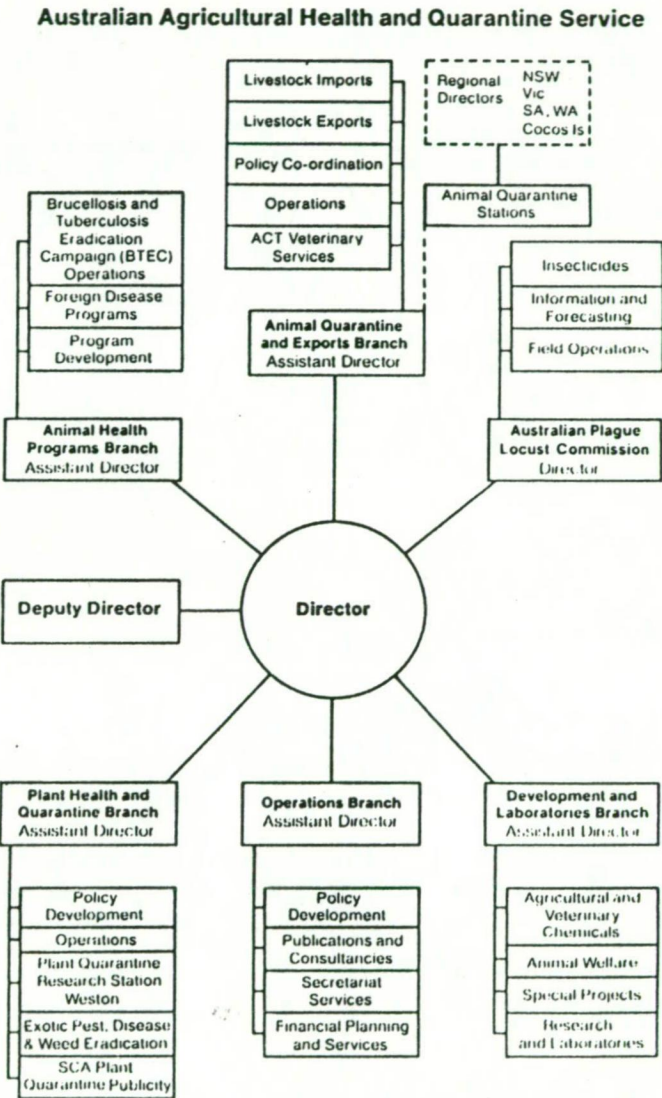 Australian Agricultural Health and Quarantine Service
Livestock Imports
Livestock Exports
Policy Co-ordination
Operations
ACT Veterinary
Services
Regional
Directors
NSW
Vic
SA, WA
Cocos Is
Animal Quarantine
Stations
Brucellosis and
Tuberculosis
Eradication
Campaign (BTEC)
Operations
Foreign Disease
Programs
Program
Development
Insecticides
Information and
Forecasting
Field Operations
Animal Quarantine
and Exports Branch
Assistant Director
Animal Health
Programs Branch
Assistant Director
Australian Plague
Locust Commission
Director
Deputy Director
Director
Plant Health and
Quarantine Branch
Assistant Director
Operations Branch
Assistant Director
Development and
Laboratories Branch
Assistant Director
Policy
Development
Operations
Plant Quarantine
Research Station
Weston
Exotic Pest, Disease
& Weed Eradication
SCA Plant
Quarantine Publicity
Policy
Development
Publications and
Consultancies
Secretariat
Services
Financial Planning
and Services
Agricultural and
Veterinary
Chemicals
Animal Welfare
Special Projects
Research
and Laboratories